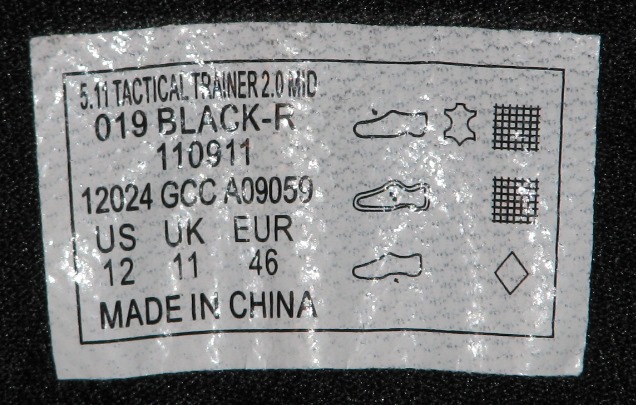 5.11 TACTICAL TRAINER 2.0 MID
019 BLACK-R
110911
12024 GCC A09059
US UK EUR
12 11 46
MADE IN CHINA